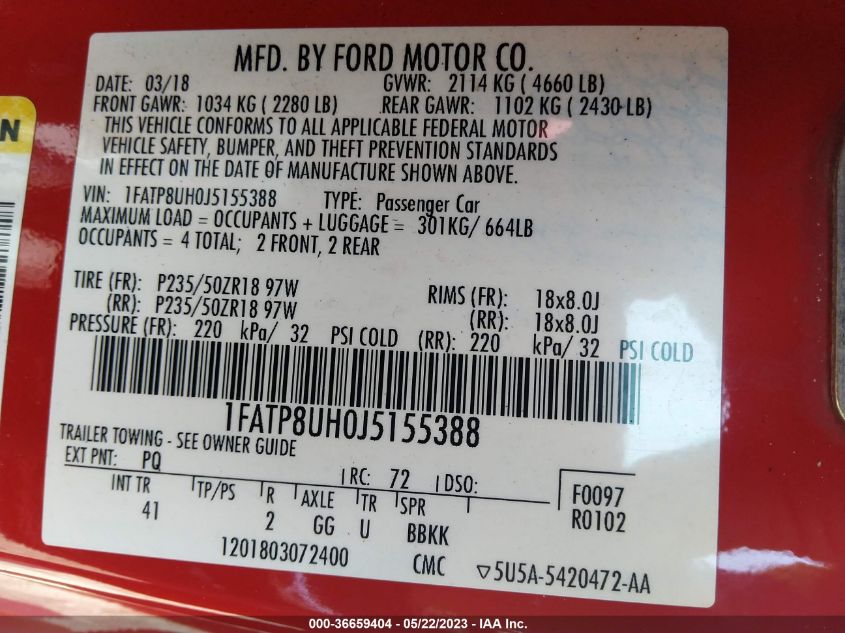 MFD. BY FORD MOTOR CO.
DATE: 03/18 GVWR: 2114 KG ( 4660 LB)
FRONT GAWR: 1034 KG ( 2280 LB) REAR GAWR: 1102 KG ( 2430 LB)
THIS VEHICLE CONFORMS TO ALL APPLICABLE FEDERAL MOTOR
VEHICLE SAFETY, BUMPER, AND THEFT PREVENTION STANDARDS
IN EFFECT ON THE DATE OF MANUFACTURE SHOWN ABOVE.
VIN: 1FATP8UH0J5155388 TYPE: Passenger Car
MAXIMUM LOAD = OCCUPANTS + LUGGAGE = 301KG/ 664LB
OCCUPANTS = 4 TOTAL; 2 FRONT, 2 REAR
TIRE (FR): P235/50ZR18 97W RIMS (FR): 18x8.0J
(RR): P235/50ZR18 97W (RR): 18x8.0J
PRESSURE (FR): 220 kPa/ 32 PSI COLD (RR): 220 kPa/ 32 PSI COLD
1FATP8UH0J5155388
TRAILER TOWING - SEE OWNER GUIDE
EXT PNT: PQ RC: 72 DSO:
INT TR TP/PS R AXLE TR SPR F0097
41 2 GG U BBKK R0102
1201803072400 CMC ▽5U5A-5420472-AA
N
000-36659404 - 05/22/2023 - IAA Inc.